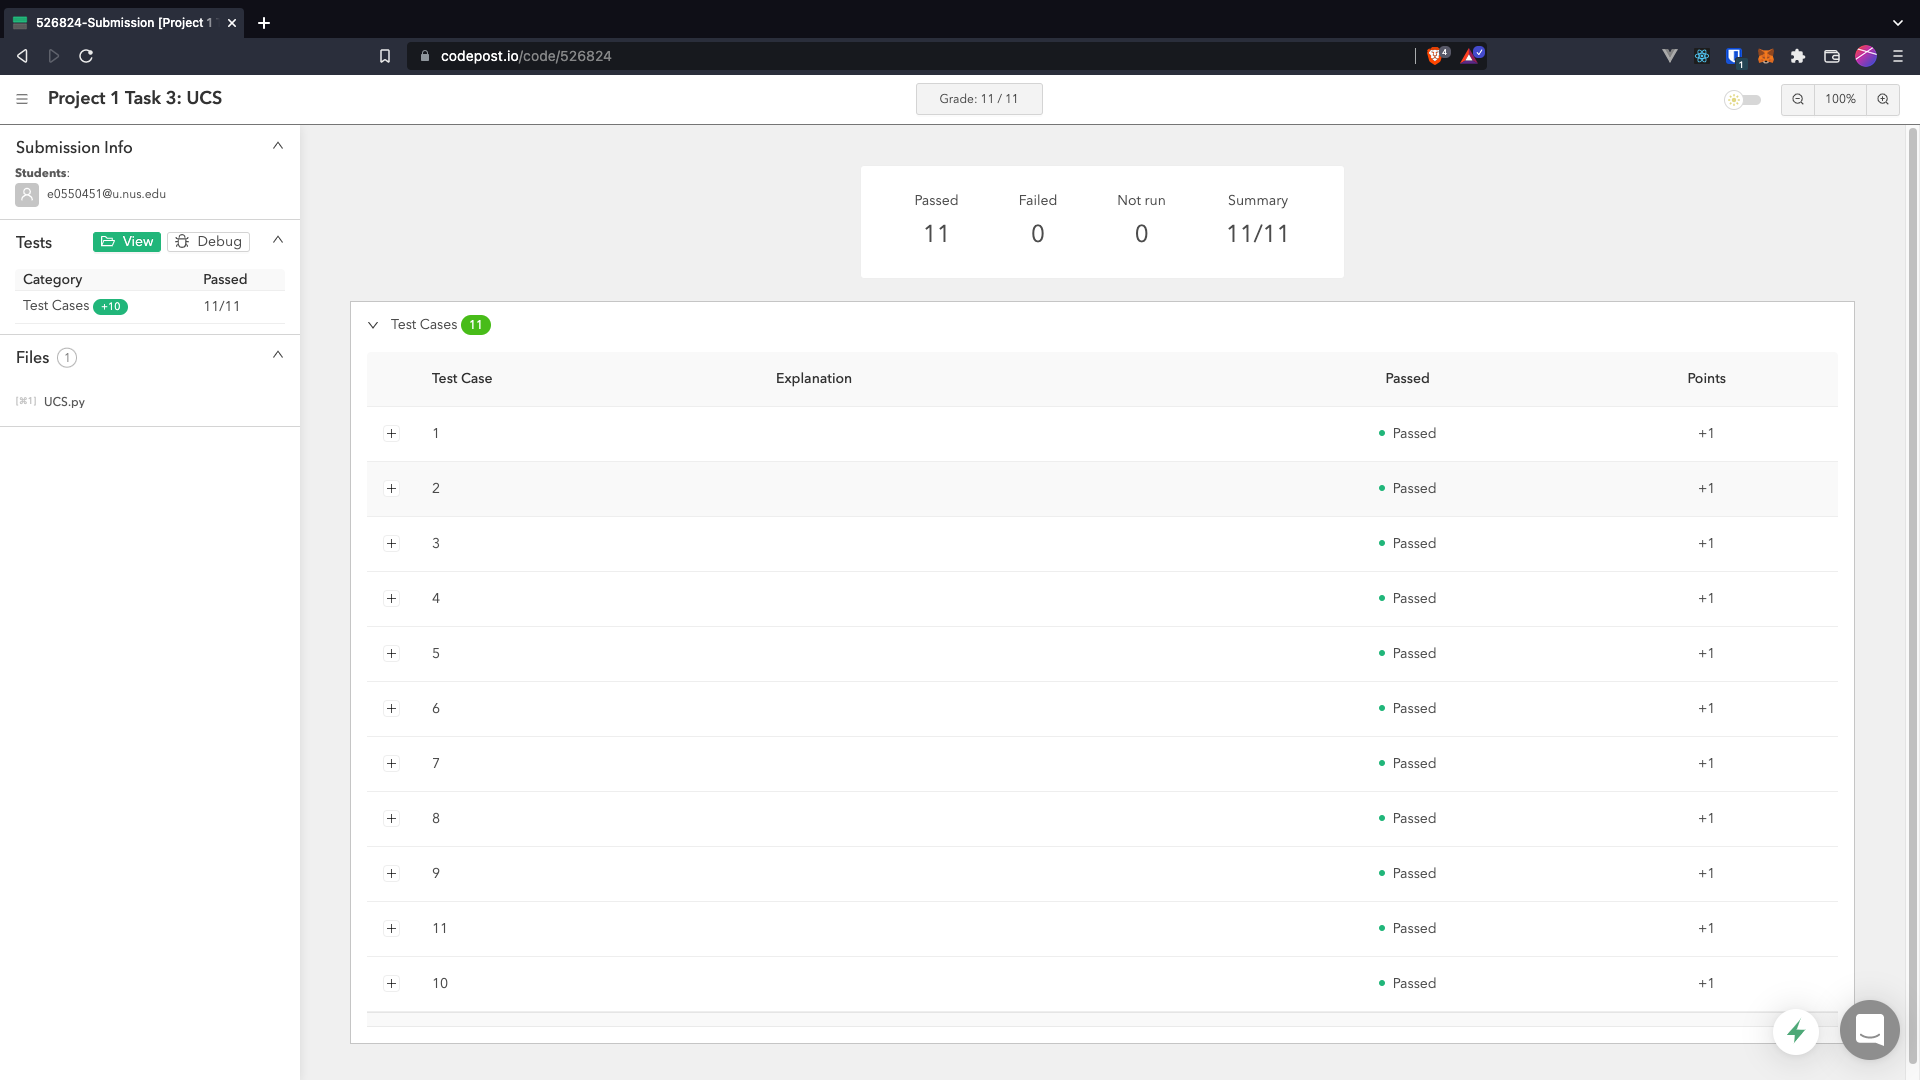 526824-Submission [Project 1
codepost.io/code/526824
4
1
Project 1 Task 3: UCS
Grade: 11 / 11
100%
Submission Info
Students:
e0550451@u.nus.edu
Tests View Debug
Category Passed
Test Cases +10 11/11
Files 1
[⌘1] UCS.py
Passed Failed Not run Summary
11 0 0 11/11
Test Cases 11
Test Case Explanation Passed Points
1 Passed +1
2 Passed +1
3 Passed +1
4 Passed +1
5 Passed +1
6 Passed +1
7 Passed +1
8 Passed +1
9 Passed +1
11 Passed +1
10 Passed +1